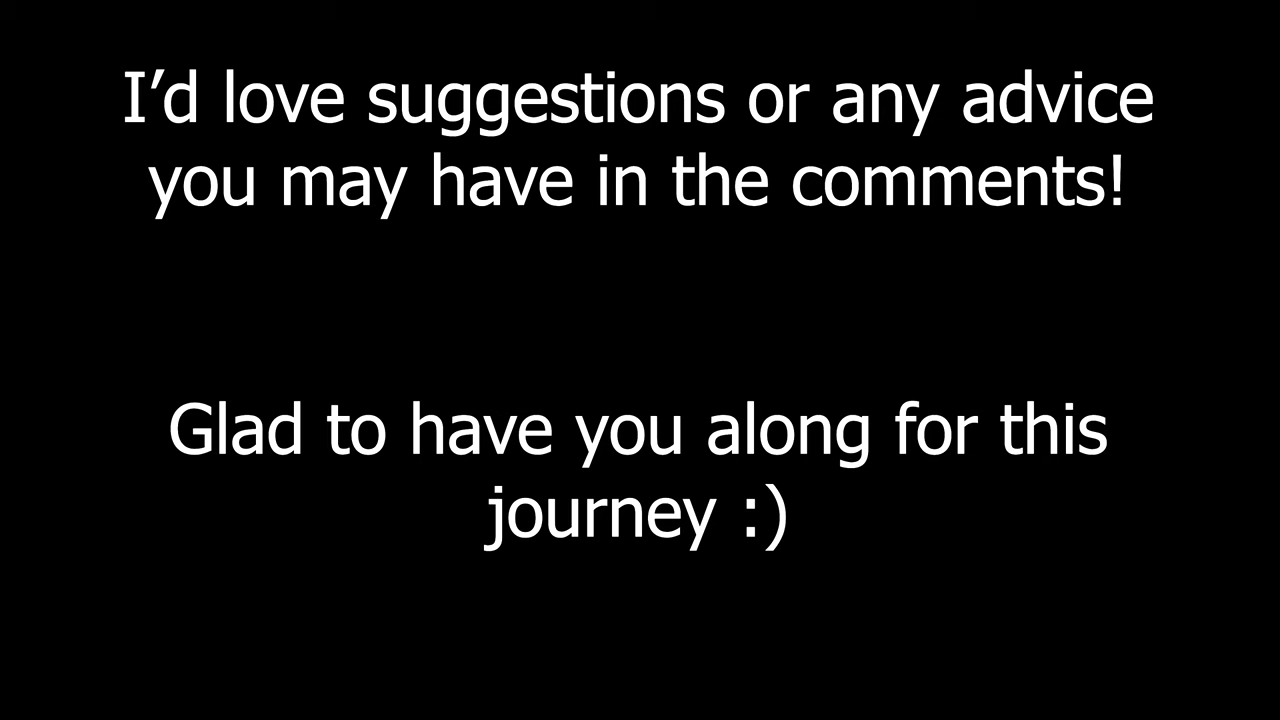 I’d love suggestions or any advice
you may have in the comments!
Glad to have you along for this
journey :)